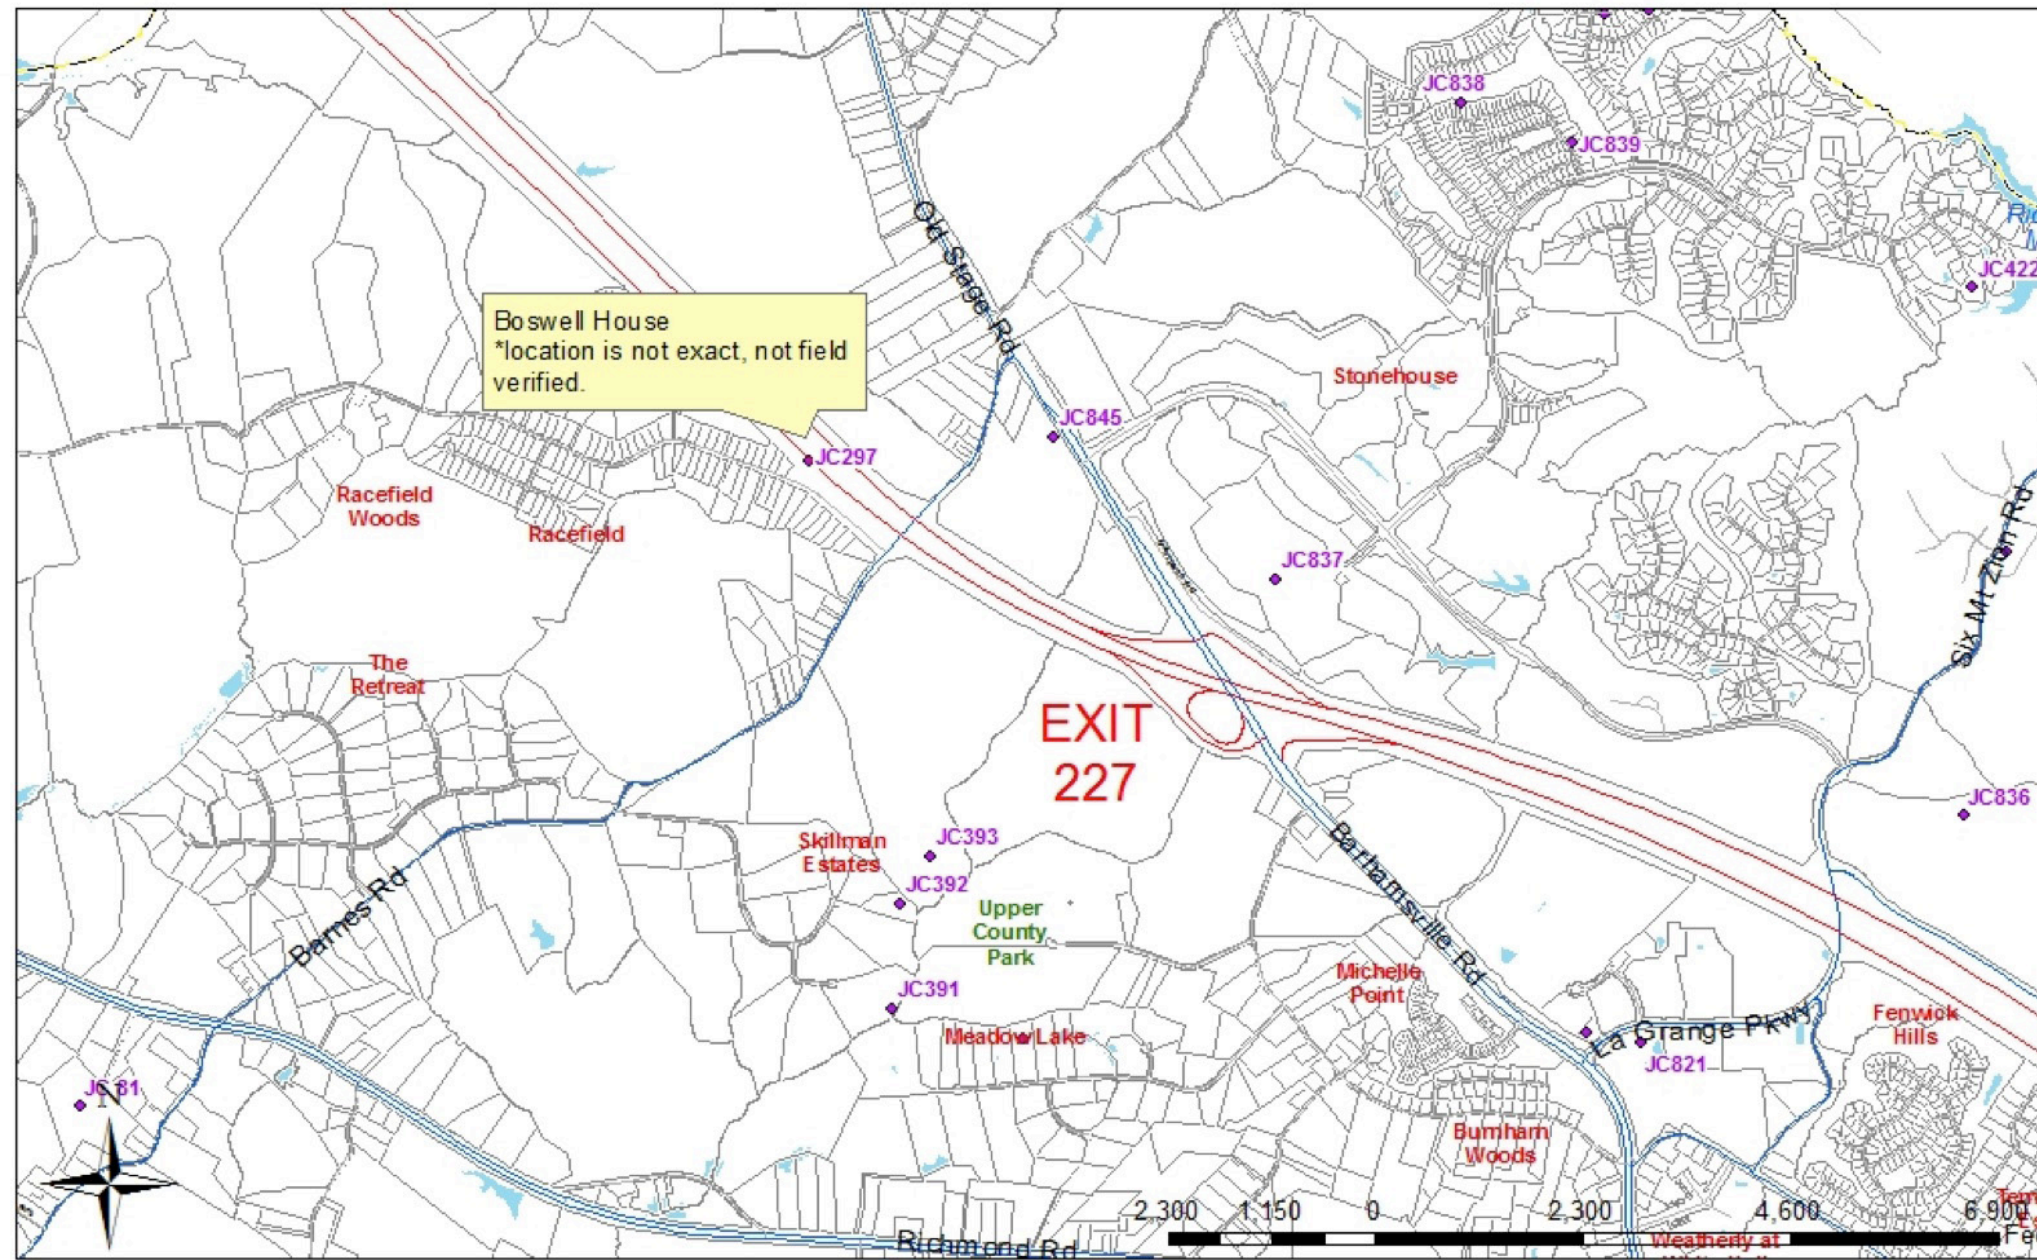 JC838
JC839
Old Stage Rd
JC422
Boswell House
*location is not exact, not field
verified.
Stonehouse
JC845
JC297
Racefield
Woods
Racefield
JC837
Six Mt Zion Rd
The
Retreat
EXIT
227
JC836
Skillman
Estates
JC393
JC392
Barhamsville Rd
Barnes Rd
Upper
County
Park
Michelle
Point
JC391
Meadow Lake
La Grange Pkwy
Fenwick
Hills
JC821
N
Burnham
Woods
2,300 1,150 0 2,300 4,600 6,900
Richmond Rd
Weatherly at